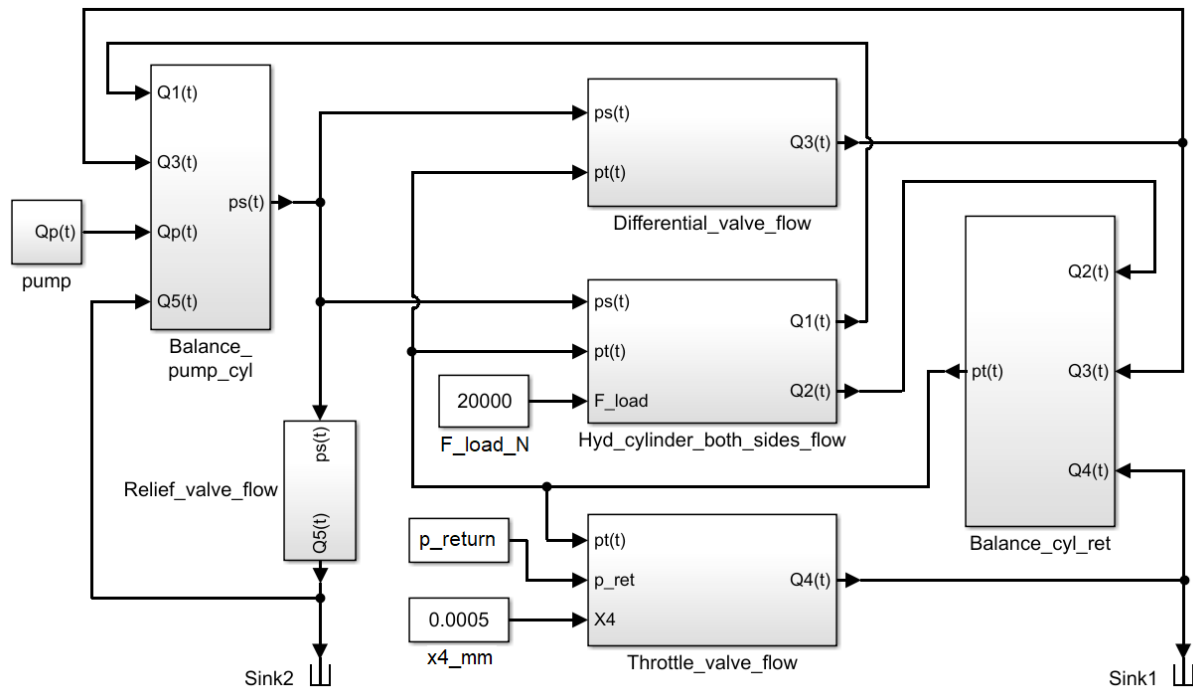 Q1(t)
Q3(t)
Qp(t)
Q5(t)
ps(t)
Balance_
pump_cyl
Qp(t)
pump
ps(t)
pt(t)
Q3(t)
Differential_valve_flow
ps(t)
pt(t)
F_load
Q1(t)
Q2(t)
Hyd_cylinder_both_sides_flow
20000
F_load_N
Q2(t)
Q3(t)
Q4(t)
pt(t)
Balance_cyl_ret
ps(t)
Q5(t)
Relief_valve_flow
p_return
0.0005
x4_mm
pt(t)
p_ret
X4
Q4(t)
Throttle_valve_flow
Sink2
Sink1